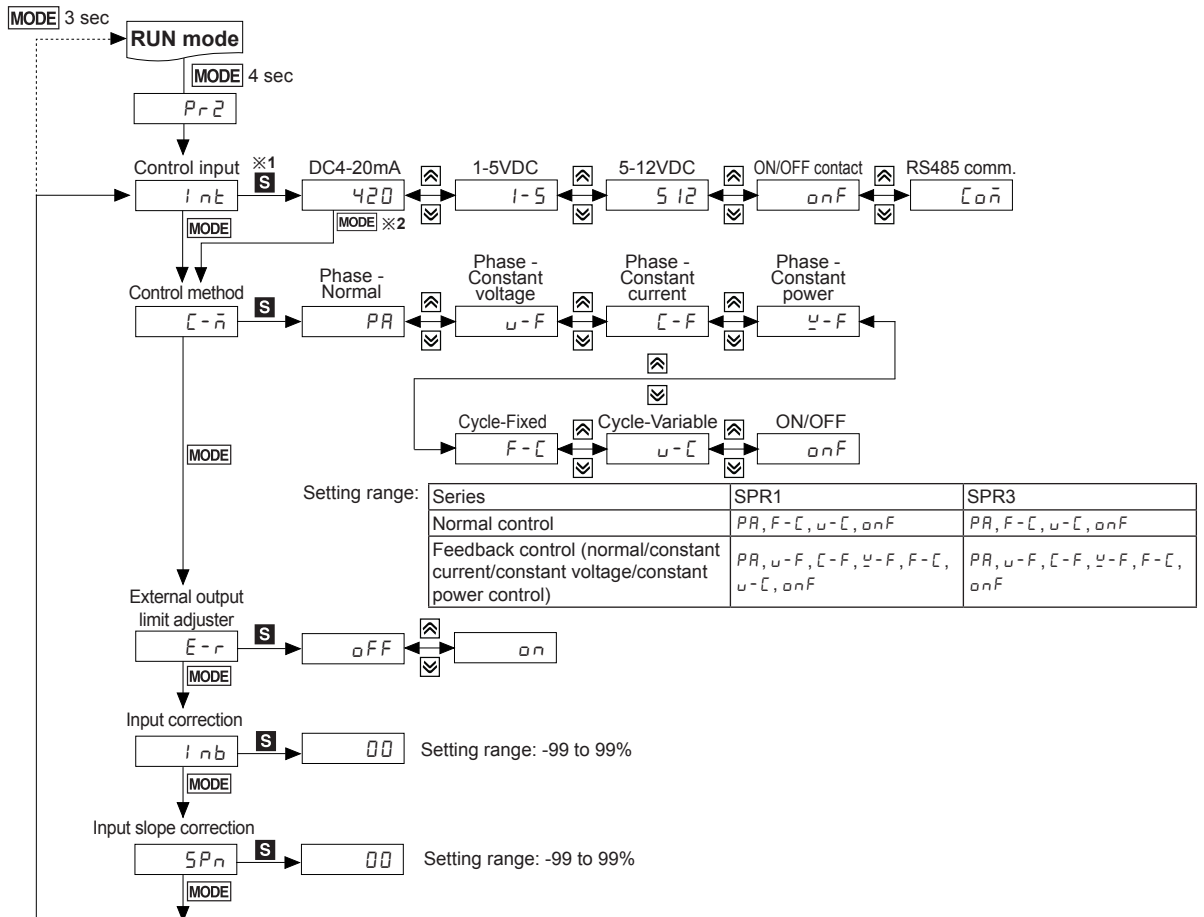 MODE 3 sec
RUN mode
MODE 4 sec
Pr2
Control input ※1 DC4-20mA 1-5VDC 5-12VDC ON/OFF contact RS485 comm.
Int S 420 1-5 512 onF Com
MODE MODE ※2
Control method
Phase -
Normal
Phase -
Constant
voltage
Phase -
Constant
current
Phase -
Constant
power
C-m S PA u-F C-F y-F
Cycle-Fixed Cycle-Variable ON/OFF
F-C u-C onF
MODE
Setting range:
Series SPR1 SPR3
Normal control PA, F-C, u-C, onF PA, F-C, u-C, onF
Feedback control (normal/constant
current/constant voltage/constant
power control)
PA, u-F, C-F, y-F, F-C,
u-C, onF
PA, u-F, C-F, y-F, F-C,
onF
External output
limit adjuster
E-r S oFF on
MODE
Input correction
Inb S 00 Setting range: -99 to 99%
MODE
Input slope correction
SPn S 00 Setting range: -99 to 99%
MODE